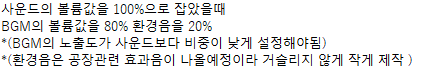 사운드의 볼륨값을 100%으로 잡았을때
BGM의 볼륨값을 80% 환경음을 20%
*(BGM의 노출도가 사운드보다 비중이 낮게 설정해야됨)
*(환경음은 공장관련 효과음이 나올예정이라 거슬리지 않게 작게 제작 )